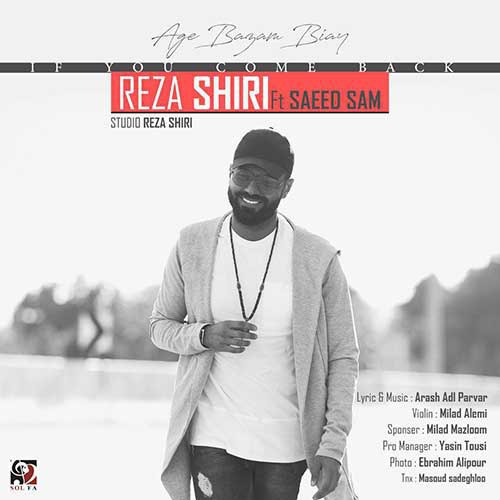 Age Bazam Biay
IF YOU COME BACK
REZA SHIRI Ft SAEED SAM
STUDIO REZA SHIRI
Lyric & Music : Arash Adl Parvar
Violin : Milad Alemi
Sponser : Milad Mazloom
Pro Manager : Yasin Tousi
Photo : Ebrahim Alipour
Tnx : Masoud sadeghloo
SOL FA